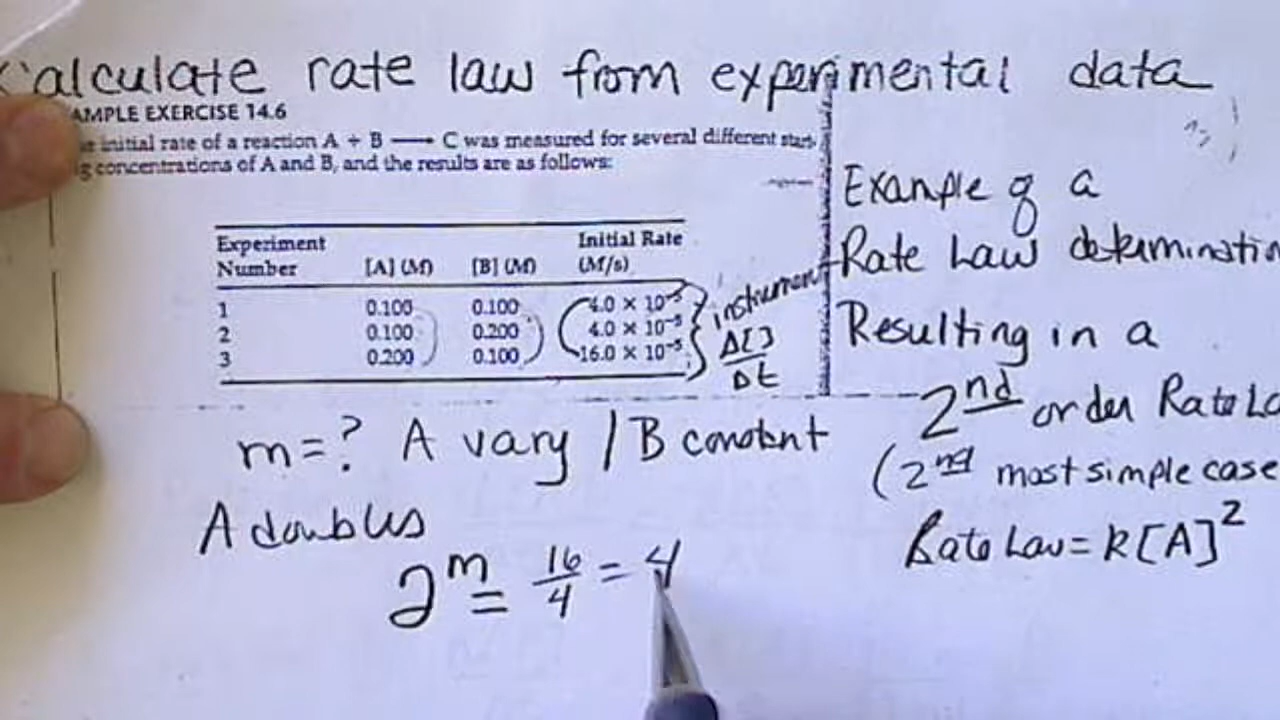 Calculate rate law from experimental data
AMPLE EXERCISE 14.6
initial rate of a reaction A + B → C was measured for several different start-
concentrations of A and B, and the results are as follows:
Experiment Number [A] (M) [B] (M) Initial Rate (M/s)
1 0.100 0.100 4.0 × 10⁻⁵
2 0.100 0.200 4.0 × 10⁻⁵
3 0.200 0.100 16.0 × 10⁻⁵
instrument
Δ[]
Δt
Example of a
Rate Law determination
Resulting in a
2nd order Rate La
(2nd most simple case
Rate Law = k[A]²
m=? A vary / B constant
A doubles
2^m = 16/4 = 4